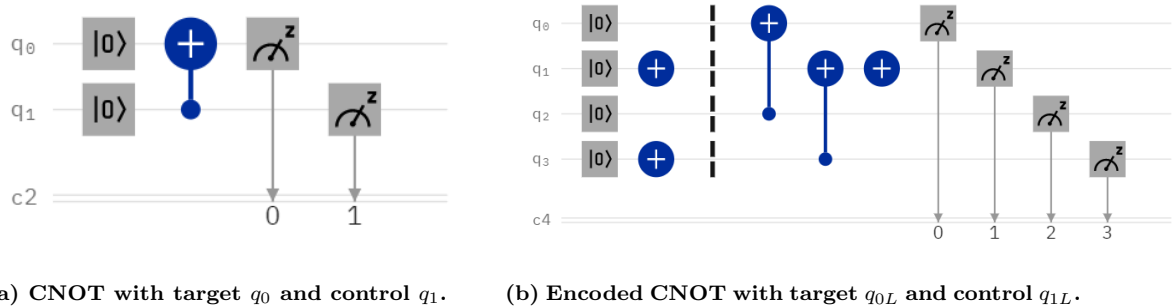 q₀ |0⟩ + z
q₁ |0⟩ z
c2
0 1
q₀ |0⟩ + z
q₁ |0⟩ + + + z
q₂ |0⟩ z
q₃ |0⟩ + z
c4
0 1 2 3
a) CNOT with target q₀ and control q₁.
(b) Encoded CNOT with target q₀L and control q₁L.